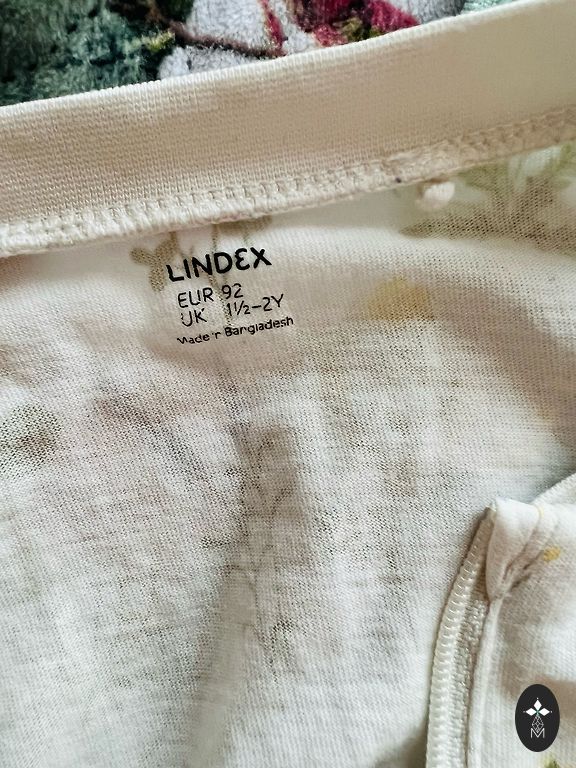 LINDEX
EUR 92
UK 1½-2Y
Made in Bangladesh
M